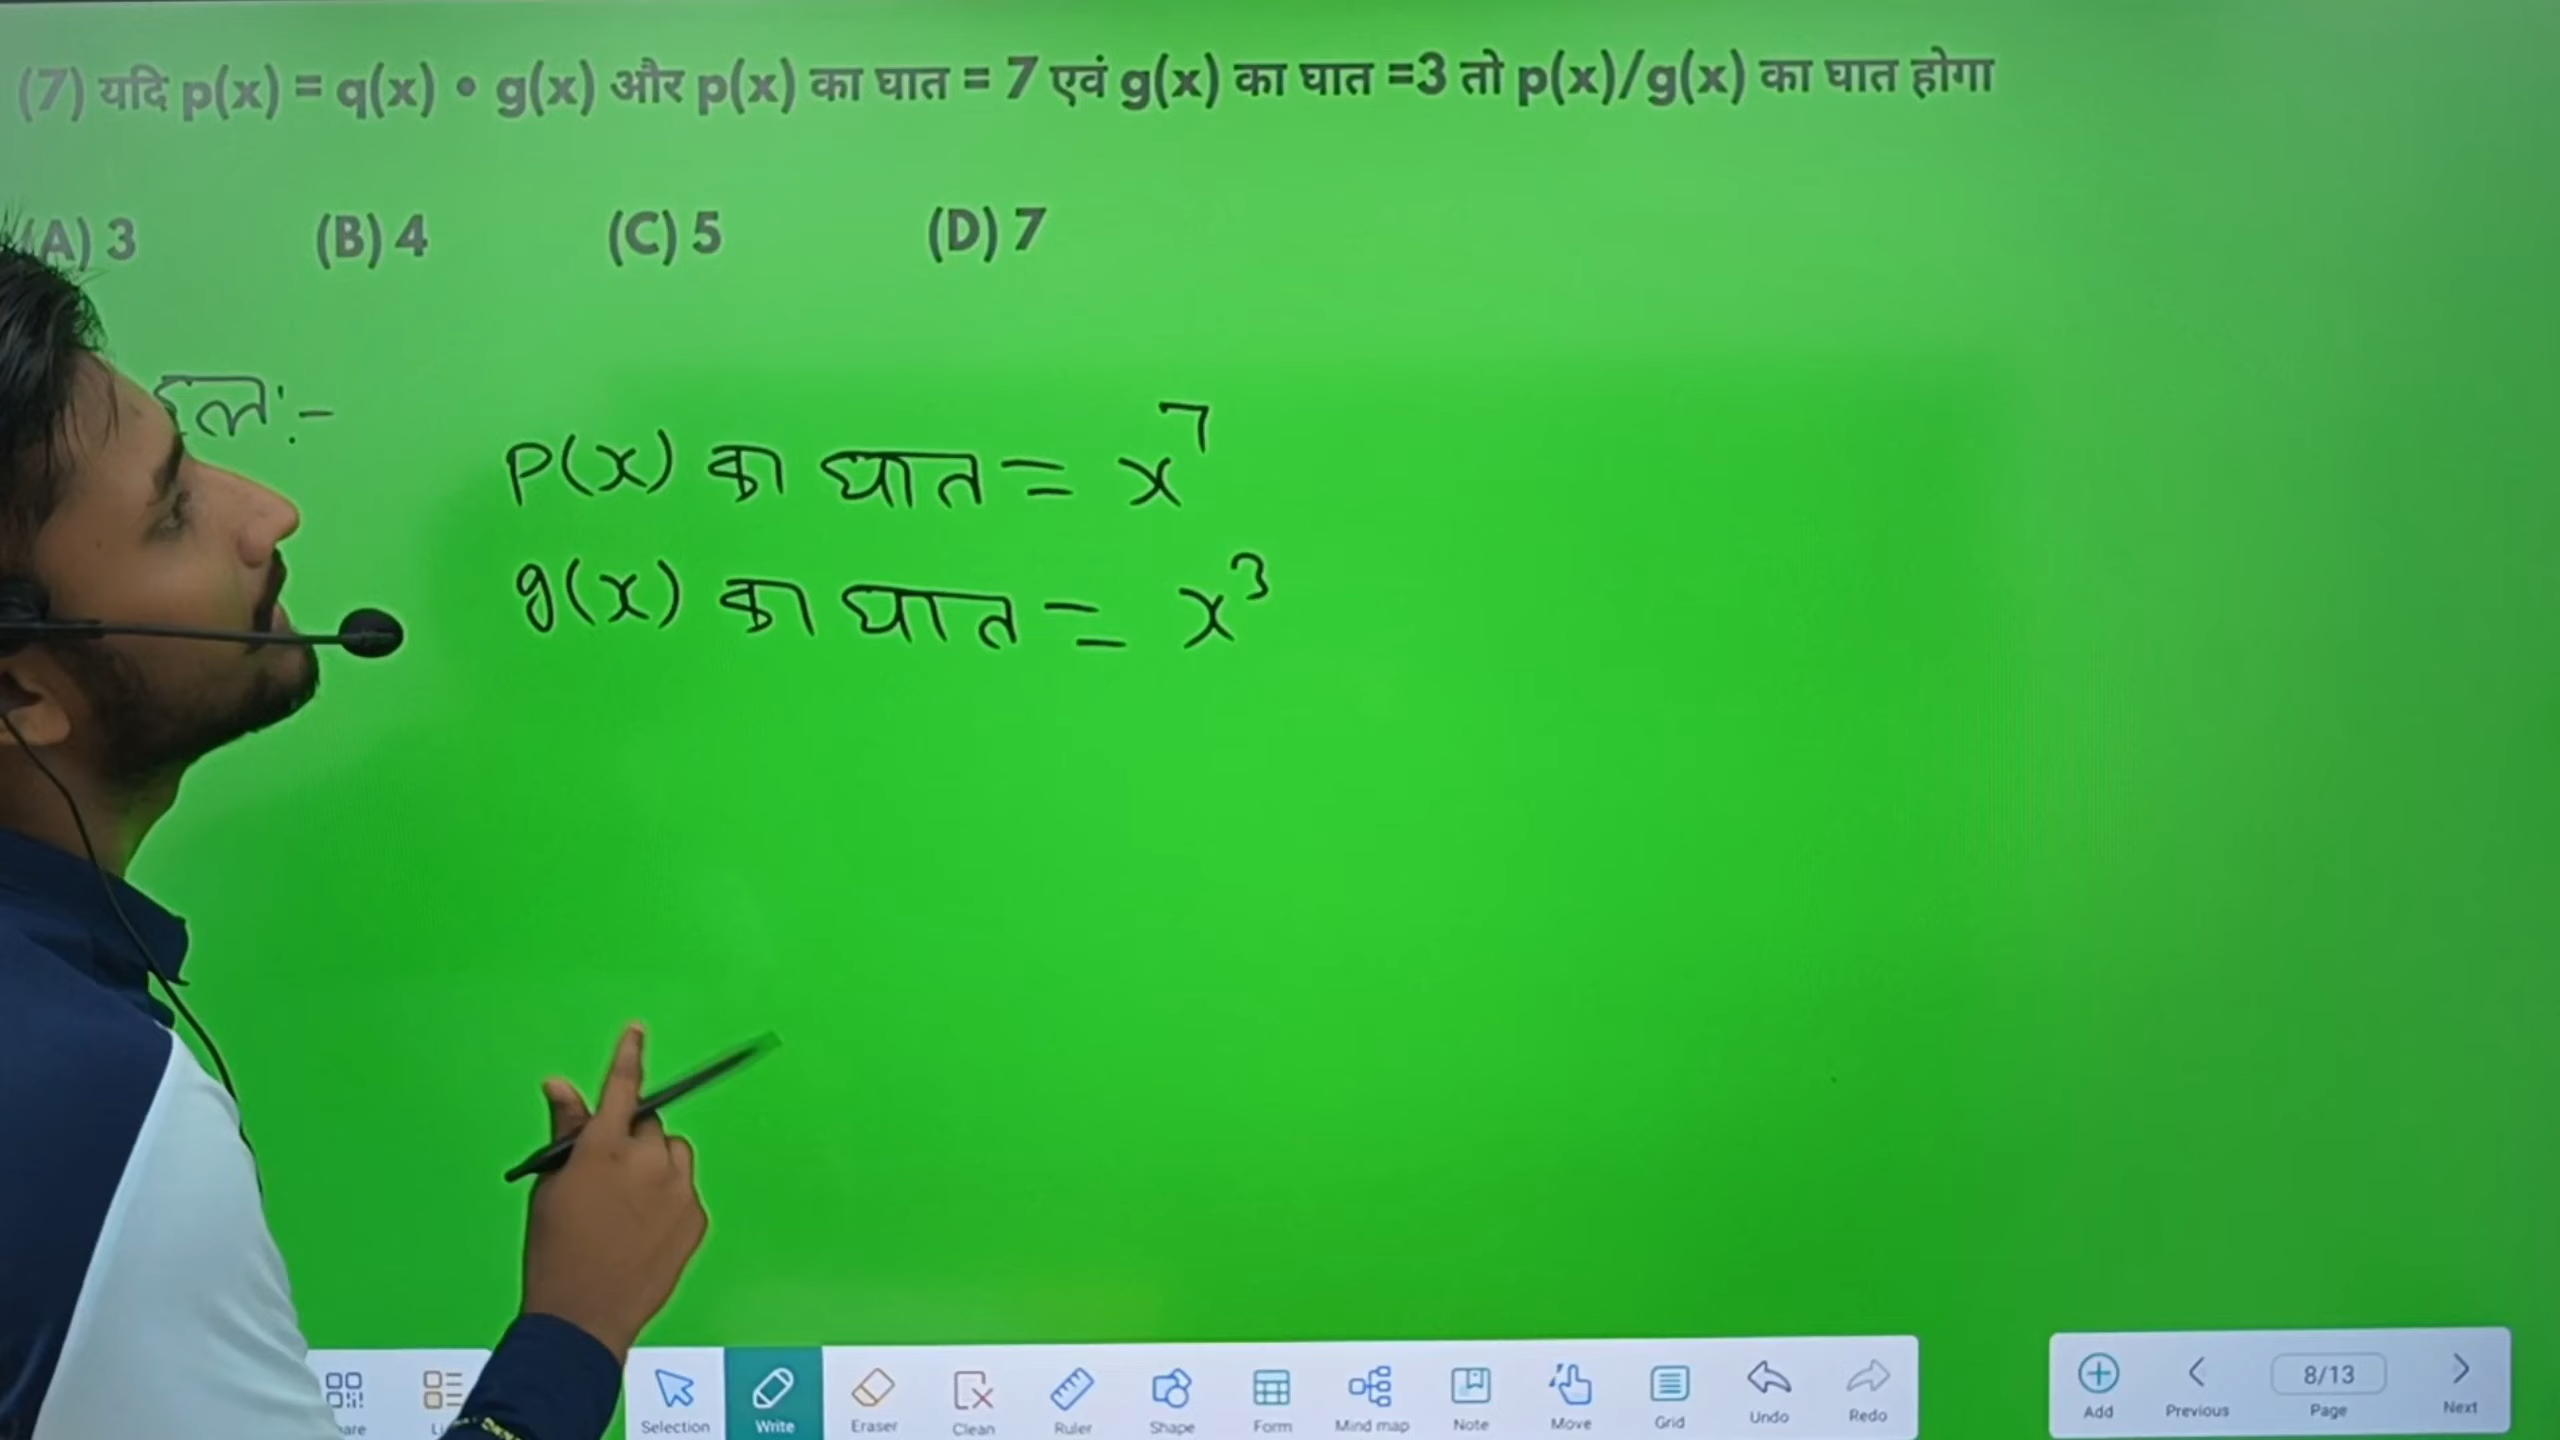 (7) यदि p(x) = q(x) • g(x) और p(x) का घात = 7 एवं g(x) का घात =3 तो p(x)/g(x) का घात होगा
(A) 3 (B) 4 (C) 5 (D) 7
हल:-
P(x) का घात = x⁷
g(x) का घात = x³
Selection Write Eraser Clean Ruler Shape Form Mind map Note Move Grid Undo Redo
Add Previous 8/13 Page Next